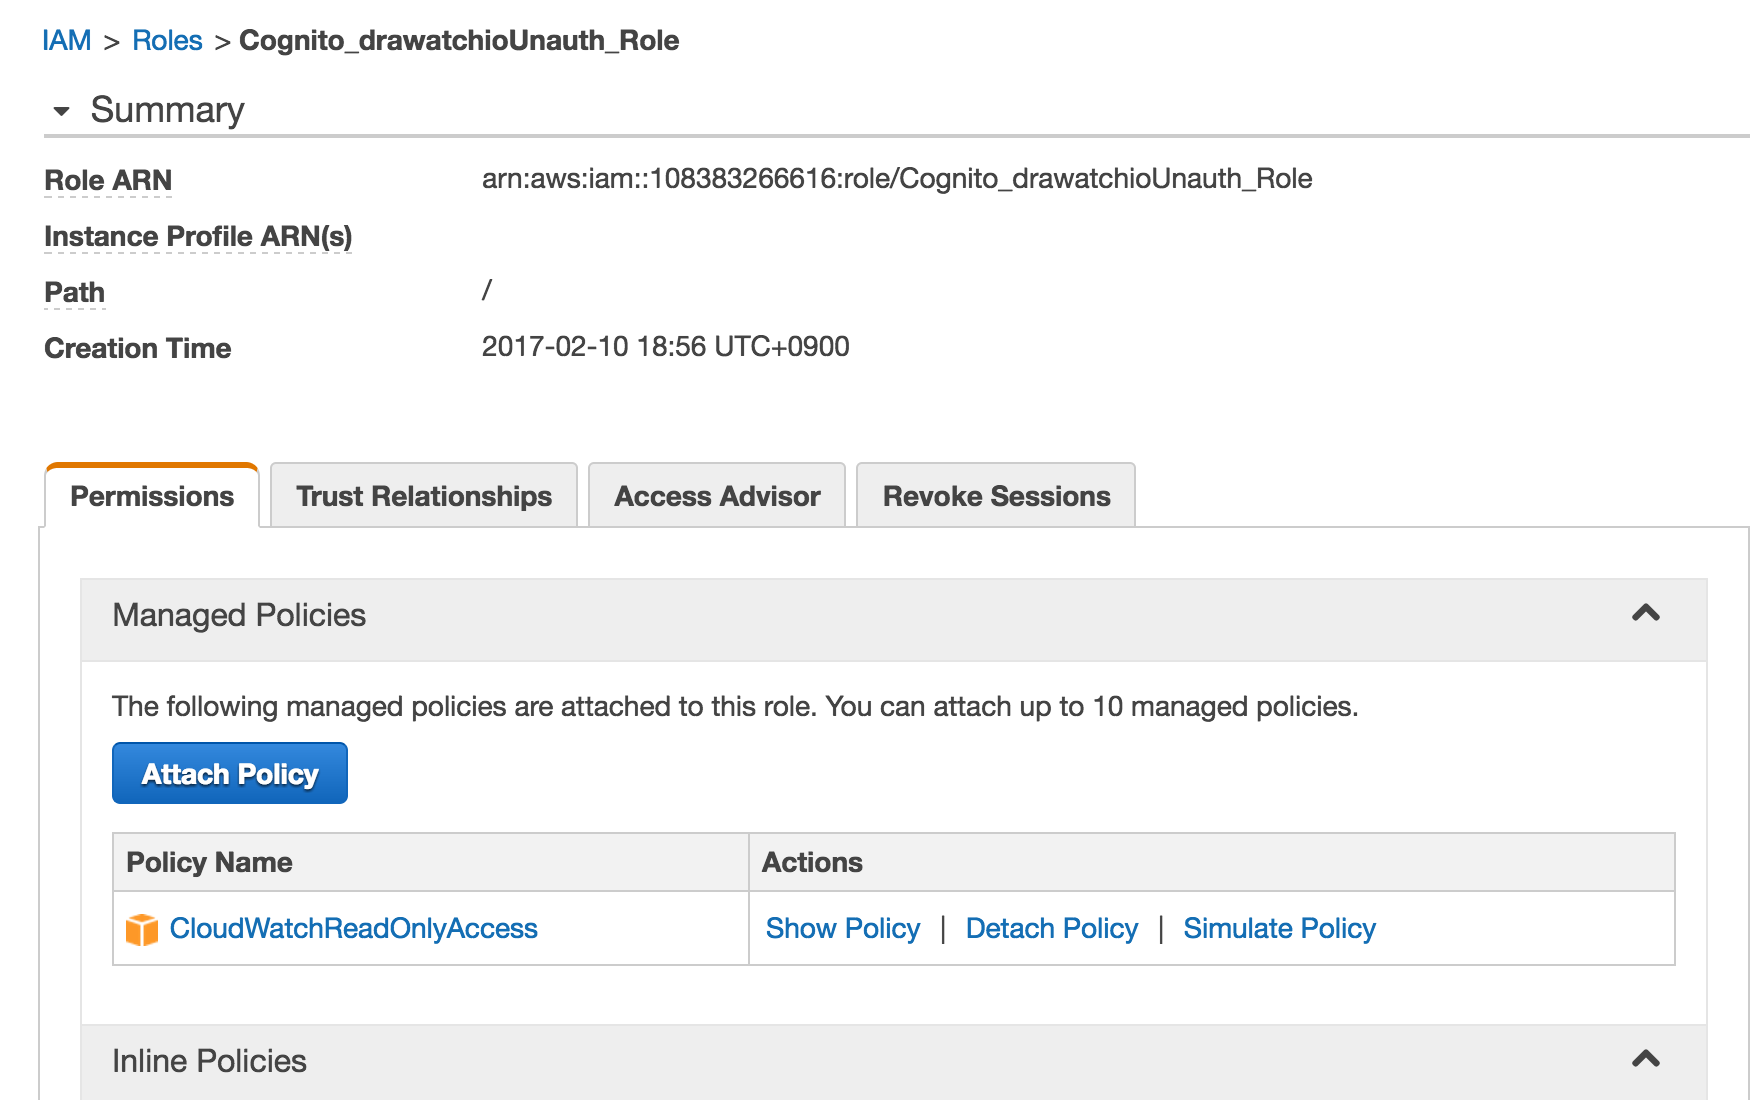 IAM > Roles > Cognito_drawatchioUnauth_Role
Summary
Role ARN arn:aws:iam::108383266616:role/Cognito_drawatchioUnauth_Role
Instance Profile ARN(s)
Path /
Creation Time 2017-02-10 18:56 UTC+0900
Permissions Trust Relationships Access Advisor Revoke Sessions
Managed Policies
The following managed policies are attached to this role. You can attach up to 10 managed policies.
Attach Policy
Policy Name Actions
CloudWatchReadOnlyAccess Show Policy | Detach Policy | Simulate Policy
Inline Policies